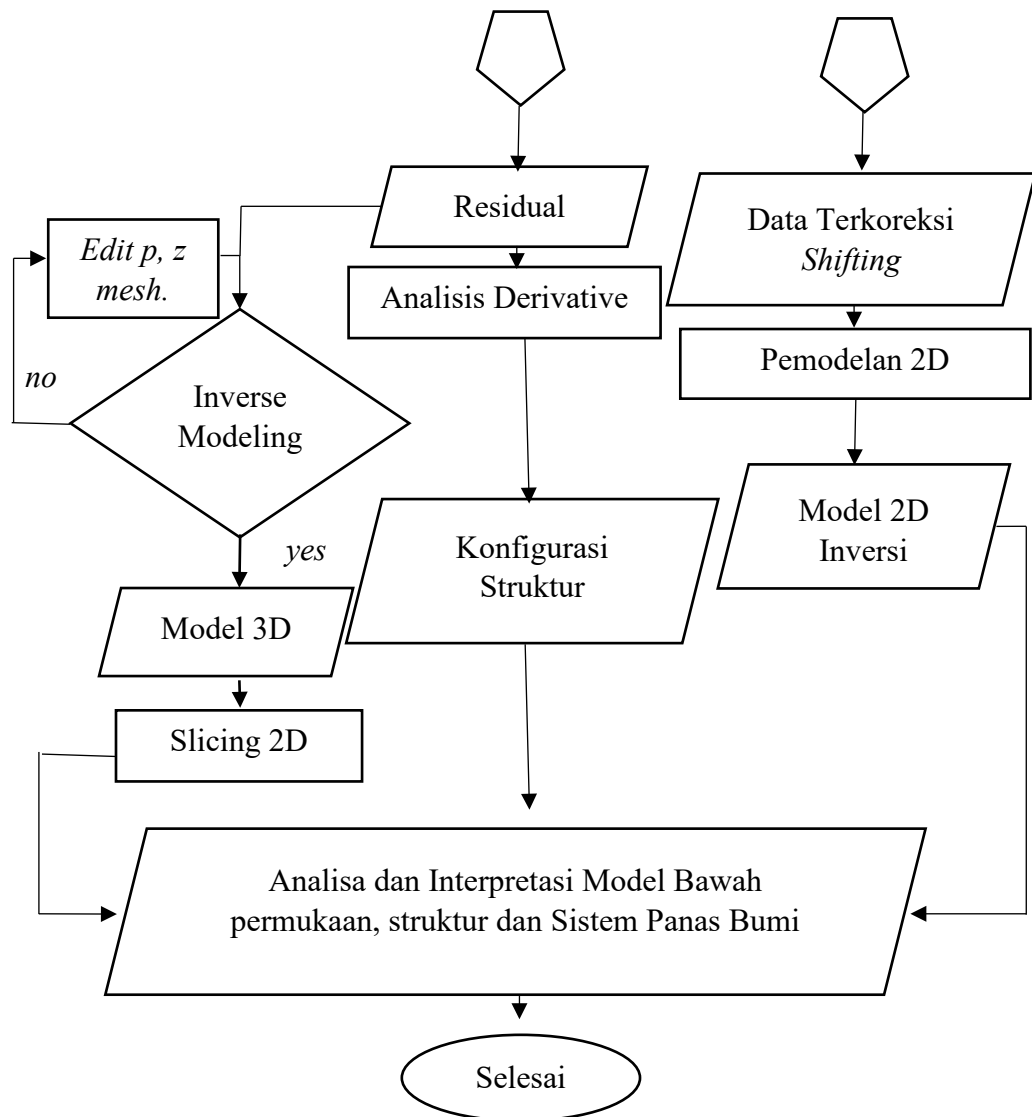 Residual
Data Terkoreksi
Shifting
Edit p, z
mesh.
Analisis Derivative
Pemodelan 2D
no
Inverse
Modeling
yes
Konfigurasi
Struktur
Model 2D
Inversi
Model 3D
Slicing 2D
Analisa dan Interpretasi Model Bawah
permukaan, struktur dan Sistem Panas Bumi
Selesai